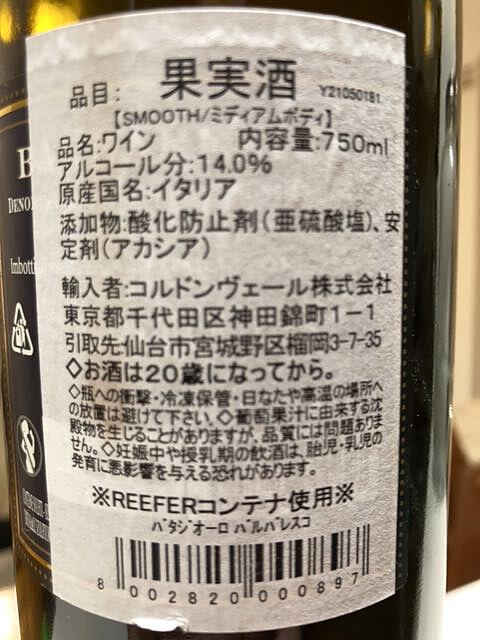 品目: 果実酒 Y21050181
【SMOOTH/ミディアムボディ】
品名:ワイン 内容量:750ml
アルコール分:14.0%
原産国名:イタリア
添加物:酸化防止剤(亜硫酸塩)、安
定剤(アカシア)
輸入者:コルドンヴェール株式会社
東京都千代田区神田錦町1-1
引取先:仙台市宮城野区榴岡3-7-35
◇お酒は20歳になってから。
◇瓶への衝撃・冷凍保管・日なたや高温の場所へ
の放置は避けて下さい。◇葡萄果汁に由来する沈
殿物を生じることがありますが、品質には問題ありま
せん。◇妊娠中や授乳期の飲酒は、胎児・乳児の
発育に悪影響を与える恐れがあります。
※REEFERコンテナ使用※
バタジオーロ バルバレスコ
8 002820 000897
B
DENO
Imbotti